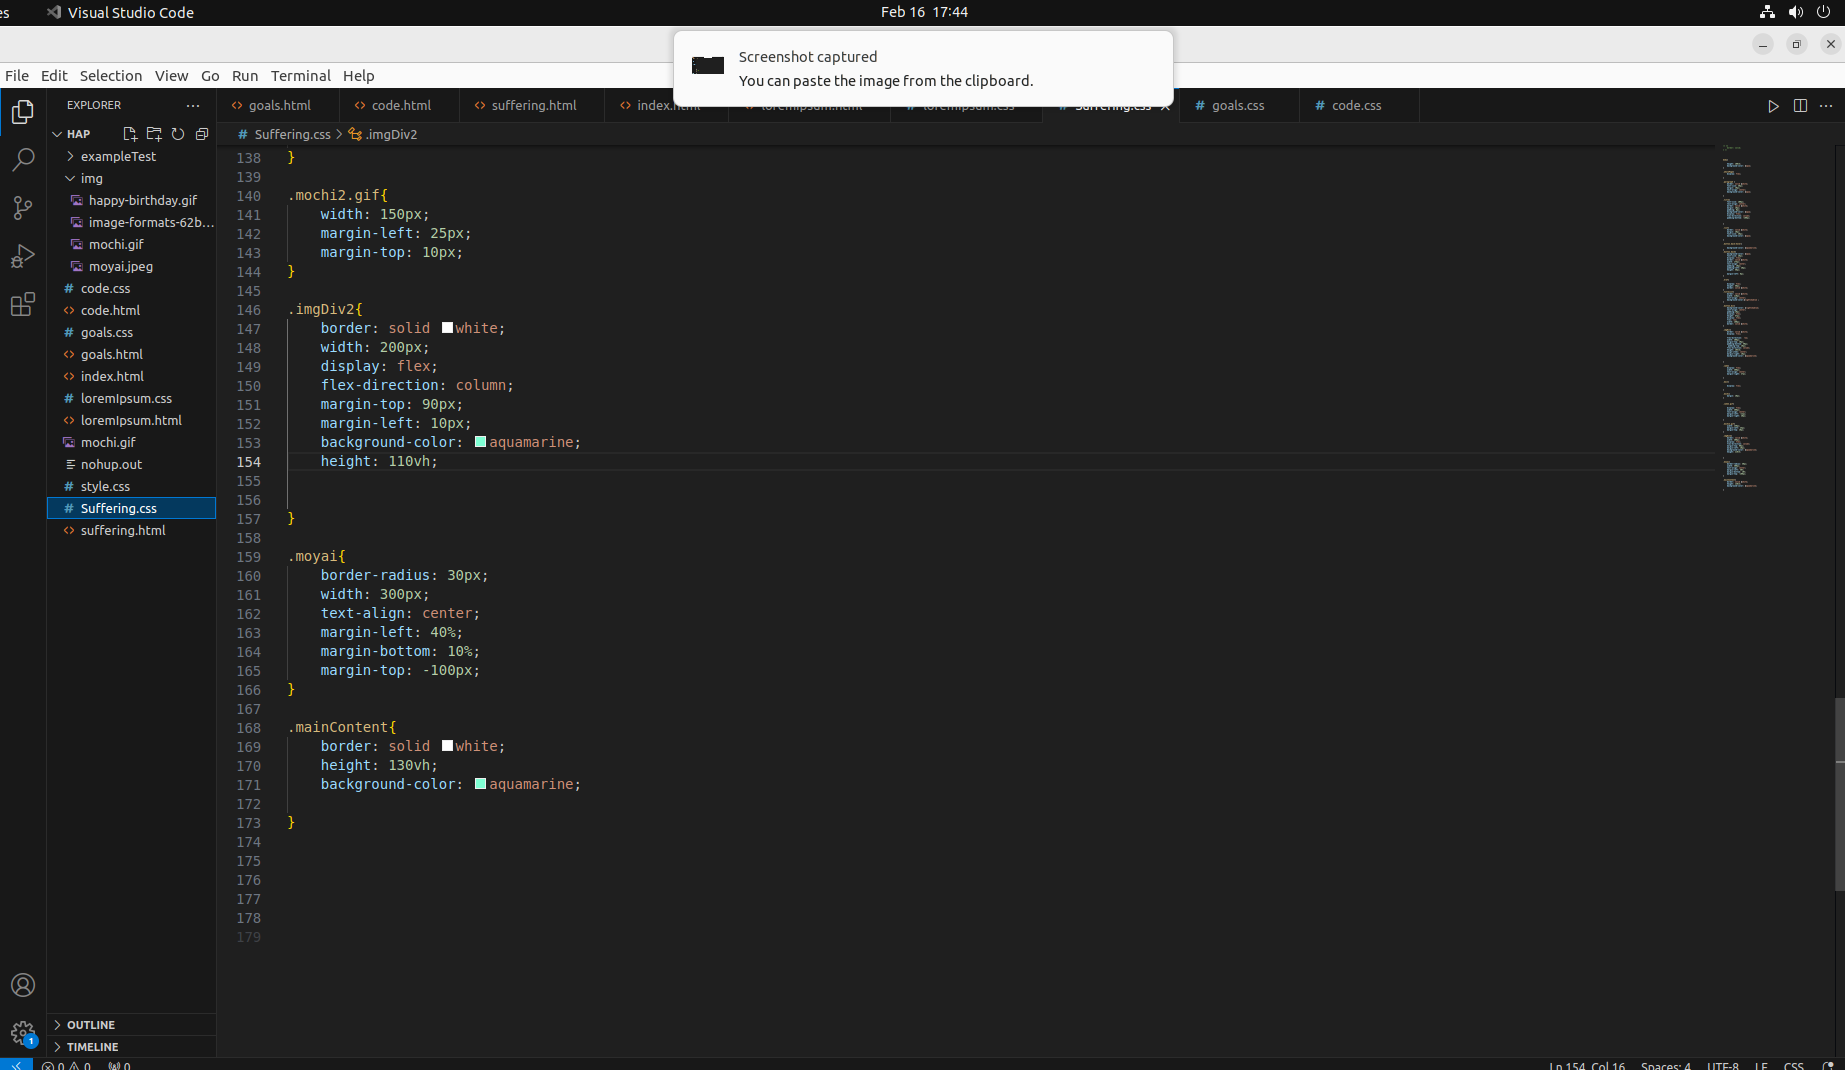 es Visual Studio Code Feb 16 17:44
Screenshot captured
You can paste the image from the clipboard.
File Edit Selection View Go Run Terminal Help
EXPLORER ... goals.html code.html suffering.html index.html loremIpsum.html loremIpsum.css Suffering.css goals.css code.css
HAP
Suffering.css > .imgDiv2
exampleTest
img
happy-birthday.gif
image-formats-62b...
mochi.gif
moyai.jpeg
code.css
code.html
goals.css
goals.html
index.html
loremIpsum.css
loremIpsum.html
mochi.gif
nohup.out
style.css
Suffering.css
suffering.html
138 }
139
140 .mochi2.gif{
141 width: 150px;
142 margin-left: 25px;
143 margin-top: 10px;
144 }
145
146 .imgDiv2{
147 border: solid white;
148 width: 200px;
149 display: flex;
150 flex-direction: column;
151 margin-top: 90px;
152 margin-left: 10px;
153 background-color: aquamarine;
154 height: 110vh;
155
156
157 }
158
159 .moyai{
160 border-radius: 30px;
161 width: 300px;
162 text-align: center;
163 margin-left: 40%;
164 margin-bottom: 10%;
165 margin-top: -100px;
166 }
167
168 .mainContent{
169 border: solid white;
170 height: 130vh;
171 background-color: aquamarine;
172
173 }
174
175
176
177
178
179
OUTLINE
1
TIMELINE
0 0 0 Ln 154, Col 16 Spaces: 4 UTF-8 LF CSS